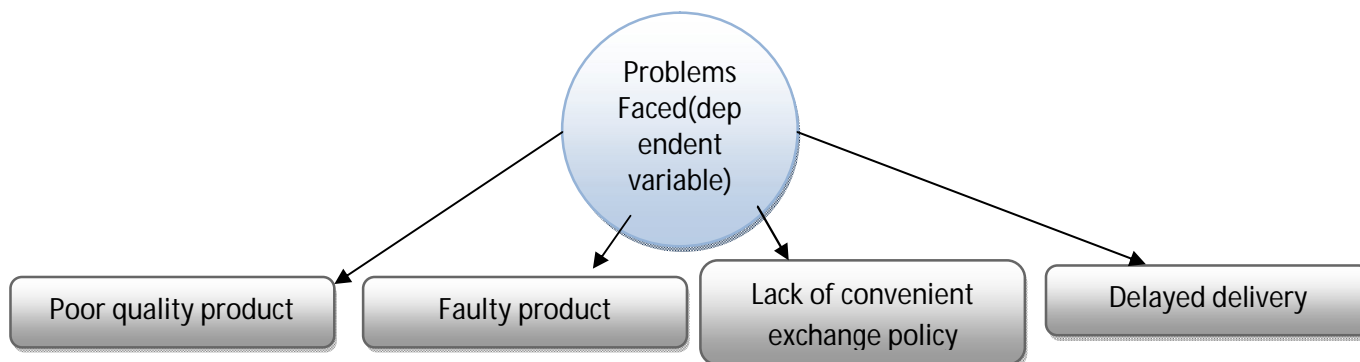 Problems
Faced(dep
endent
variable)
Poor quality product
Faulty product
Lack of convenient
exchange policy
Delayed delivery